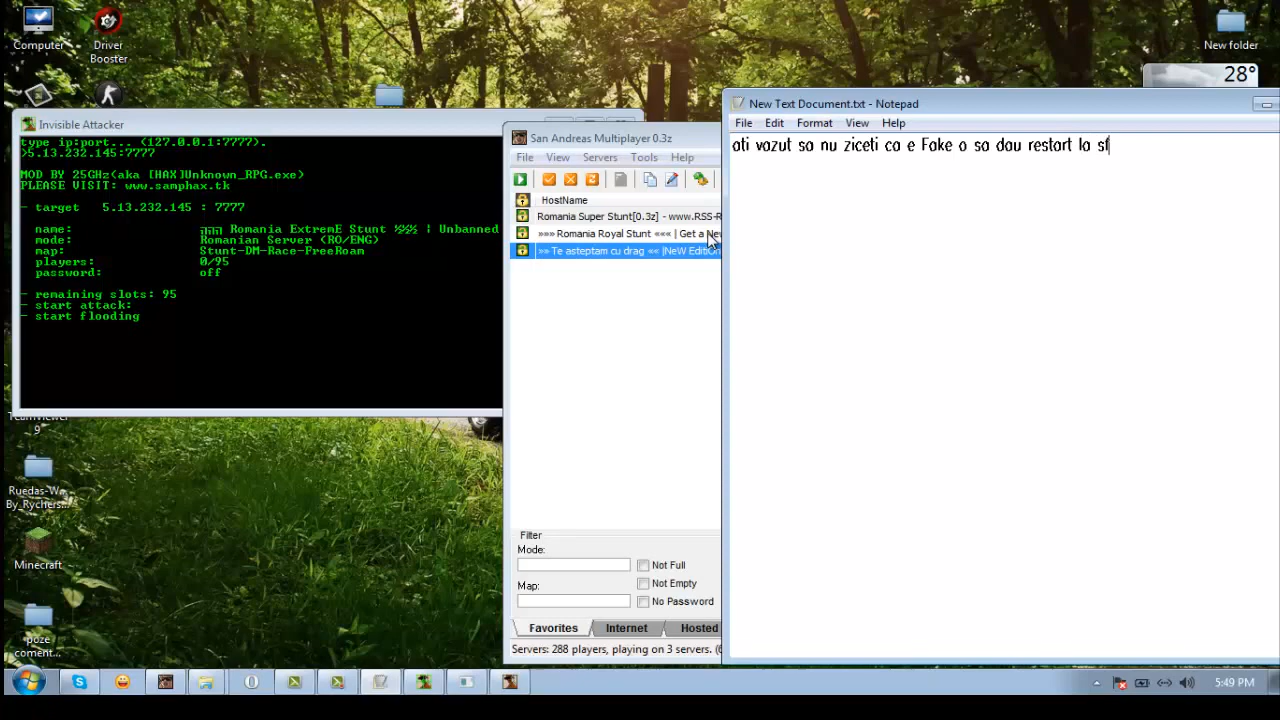 Computer
Driver
Booster
New folder
28°
Invisible Attacker
type ip:port... (127.0.0.1:7777).
>5.13.232.145:7777
MOD BY 25GHz(aka [HAX]Unknown_RPG.exe)
PLEASE VISIT: www.samphax.tk
- target 5.13.232.145 : 7777
name: Romania ExtremE Stunt | Unbanned
mode: Romanian Server (RO/ENG)
map: Stunt-DM-Race-FreeRoam
players: 0/95
password: off
- remaining slots: 95
- start attack:
- start flooding
San Andreas Multiplayer 0.3z
File View Servers Tools Help
HostName
Romania Super Stunt[0.3z] - www.RSS-R
»»» Romania Royal Stunt ««« | Get a New
»» Te asteptam cu drag «« |NeW EditiOn
Filter
Mode:
Not Full
Not Empty
Map:
No Password
Favorites Internet Hosted
Servers: 288 players, playing on 3 servers. (
New Text Document.txt - Notepad
File Edit Format View Help
ati vazut sa nu ziceti ca e Fake o sa dau restart la sf
9
Ruedas-W...
By_Rychers...
Minecraft
poze
coment...
5:49 PM